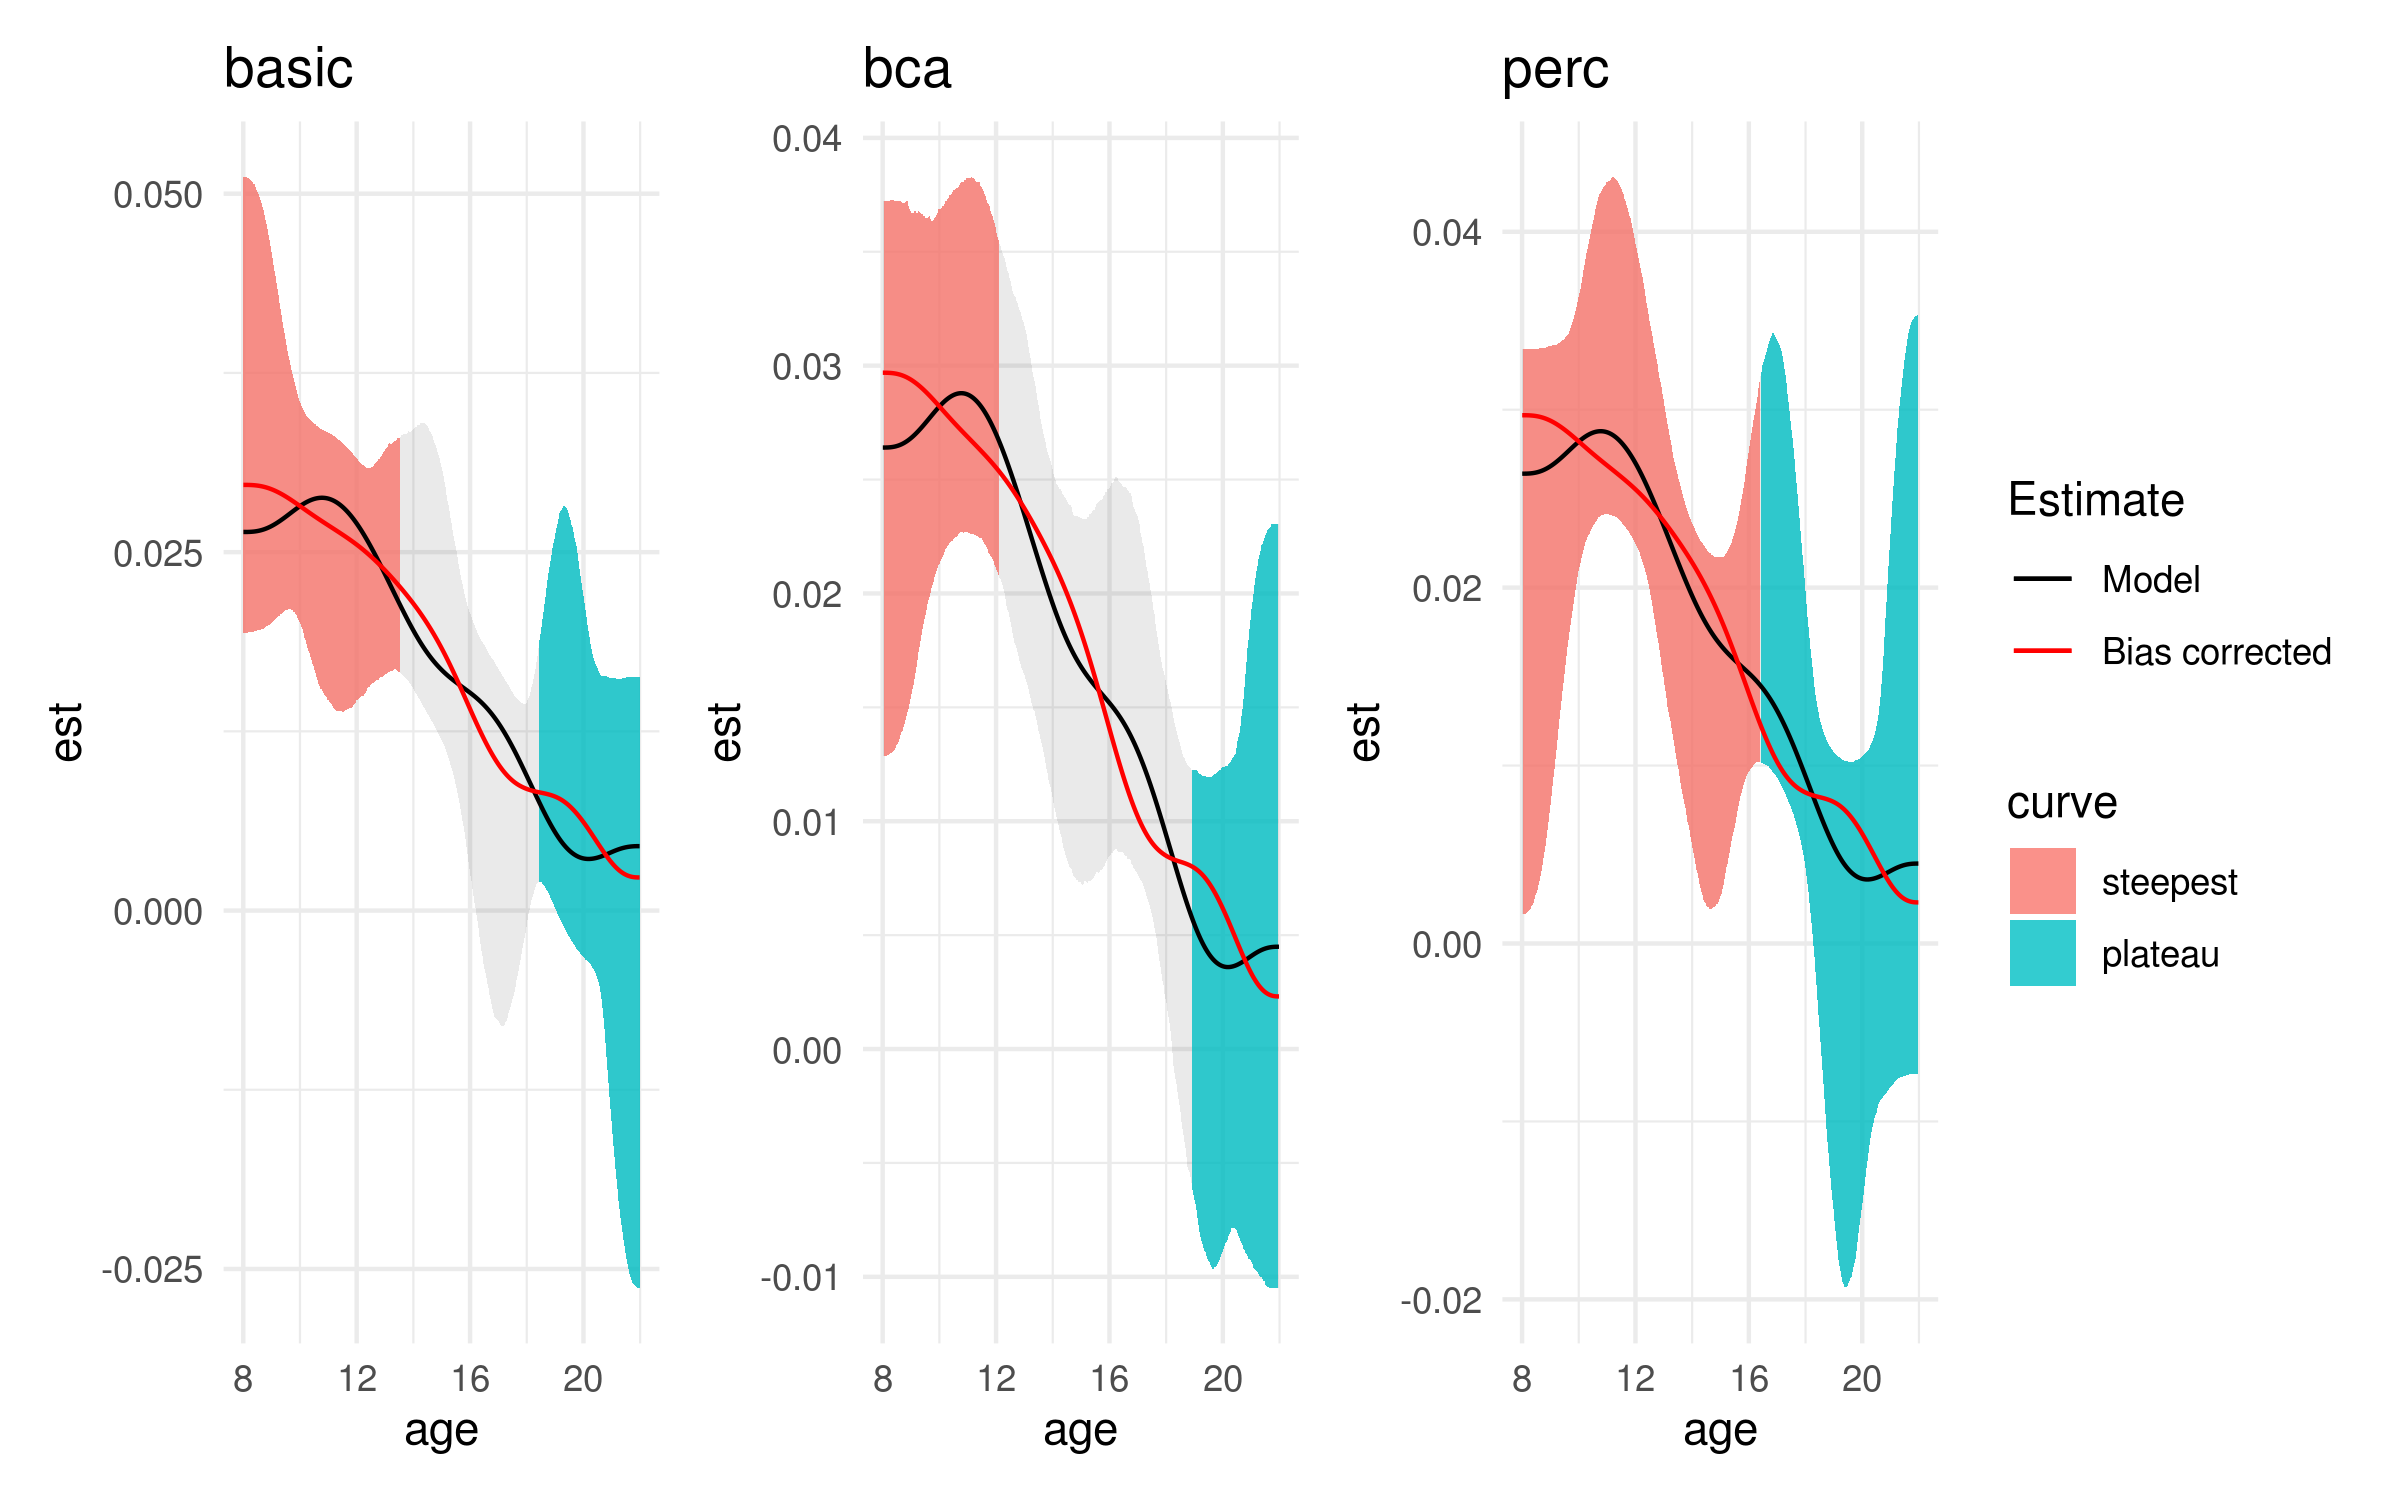 basic
bca
perc
0.050
0.025
0.000
-0.025
est
8 12 16 20
age
0.04
0.03
0.02
0.01
0.00
-0.01
est
8 12 16 20
age
0.04
0.02
0.00
-0.02
est
8 12 16 20
age
Estimate
Model
Bias corrected
curve
steepest
plateau